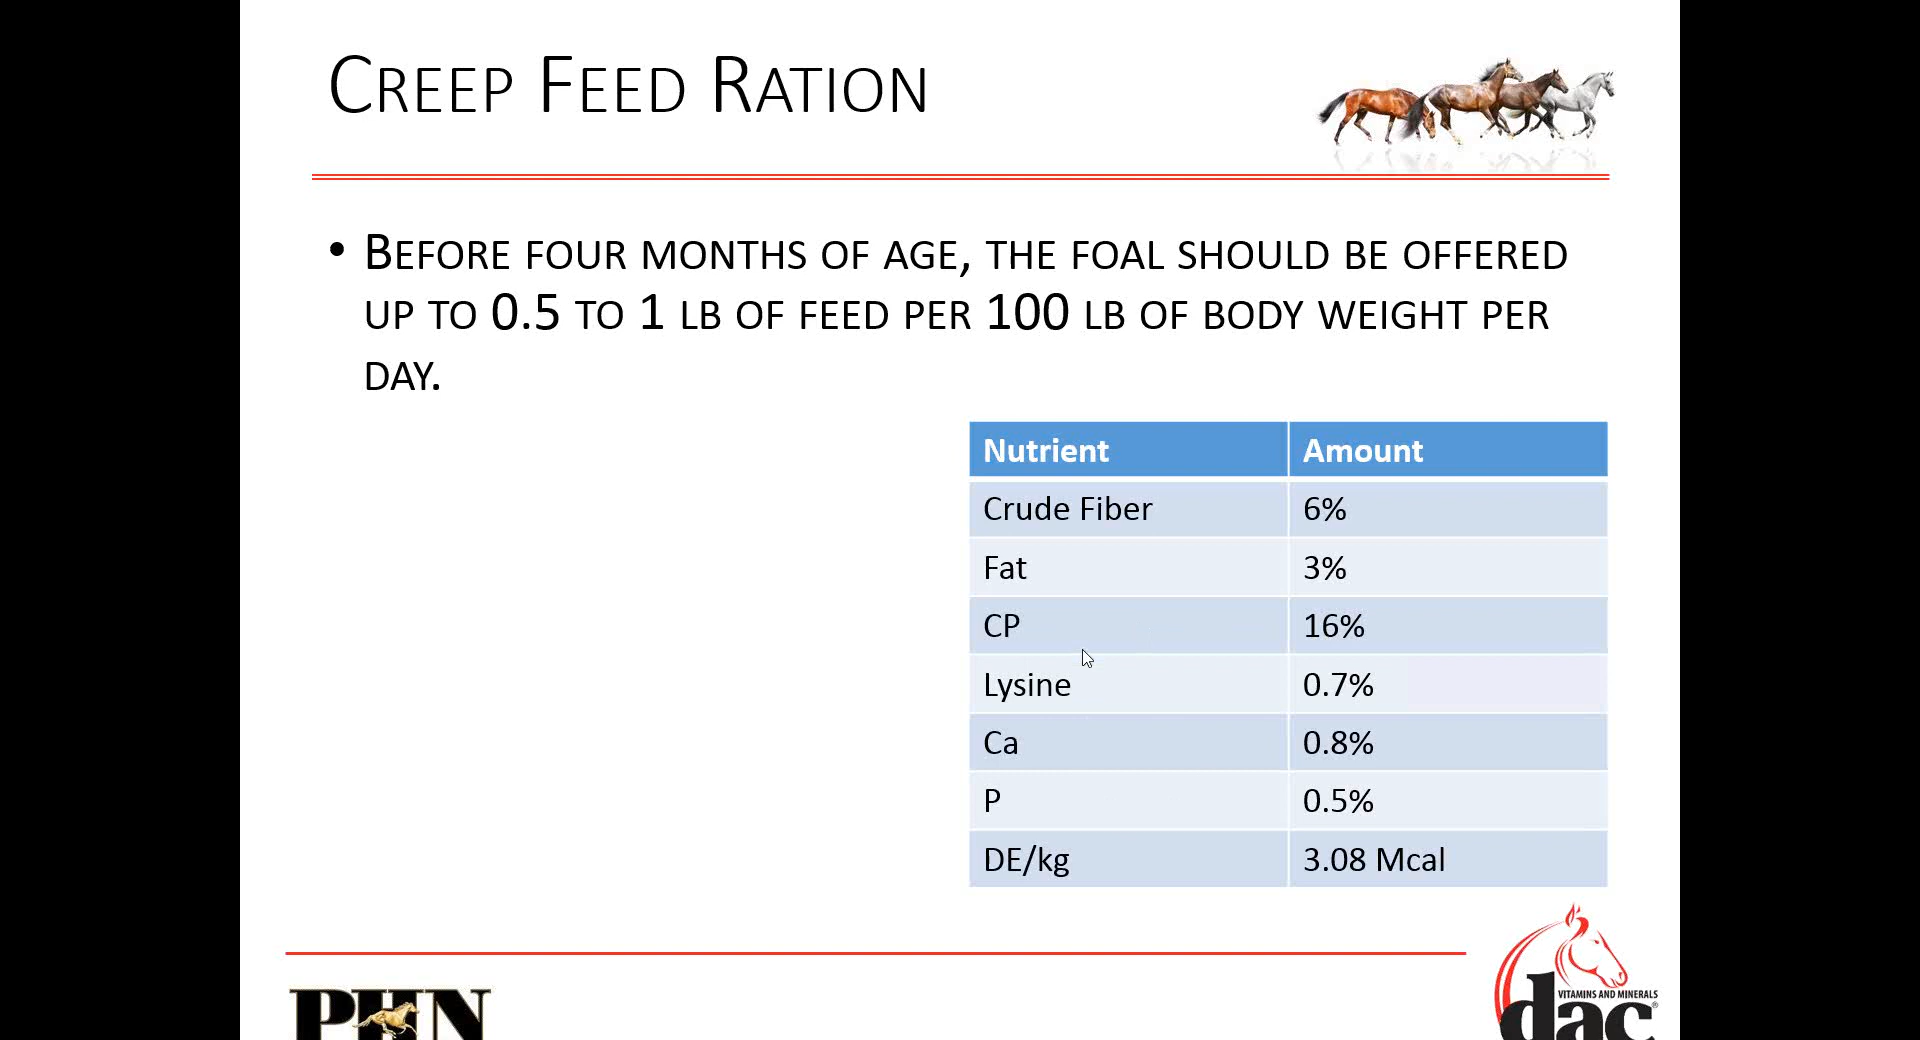 Creep Feed Ration
• Before four months of age, the foal should be offered
up to 0.5 to 1 lb of feed per 100 lb of body weight per
day.
Nutrient Amount
Crude Fiber 6%
Fat 3%
CP 16%
Lysine 0.7%
Ca 0.8%
P 0.5%
DE/kg 3.08 Mcal
PHN
VITAMINS AND MINERALS
dac®